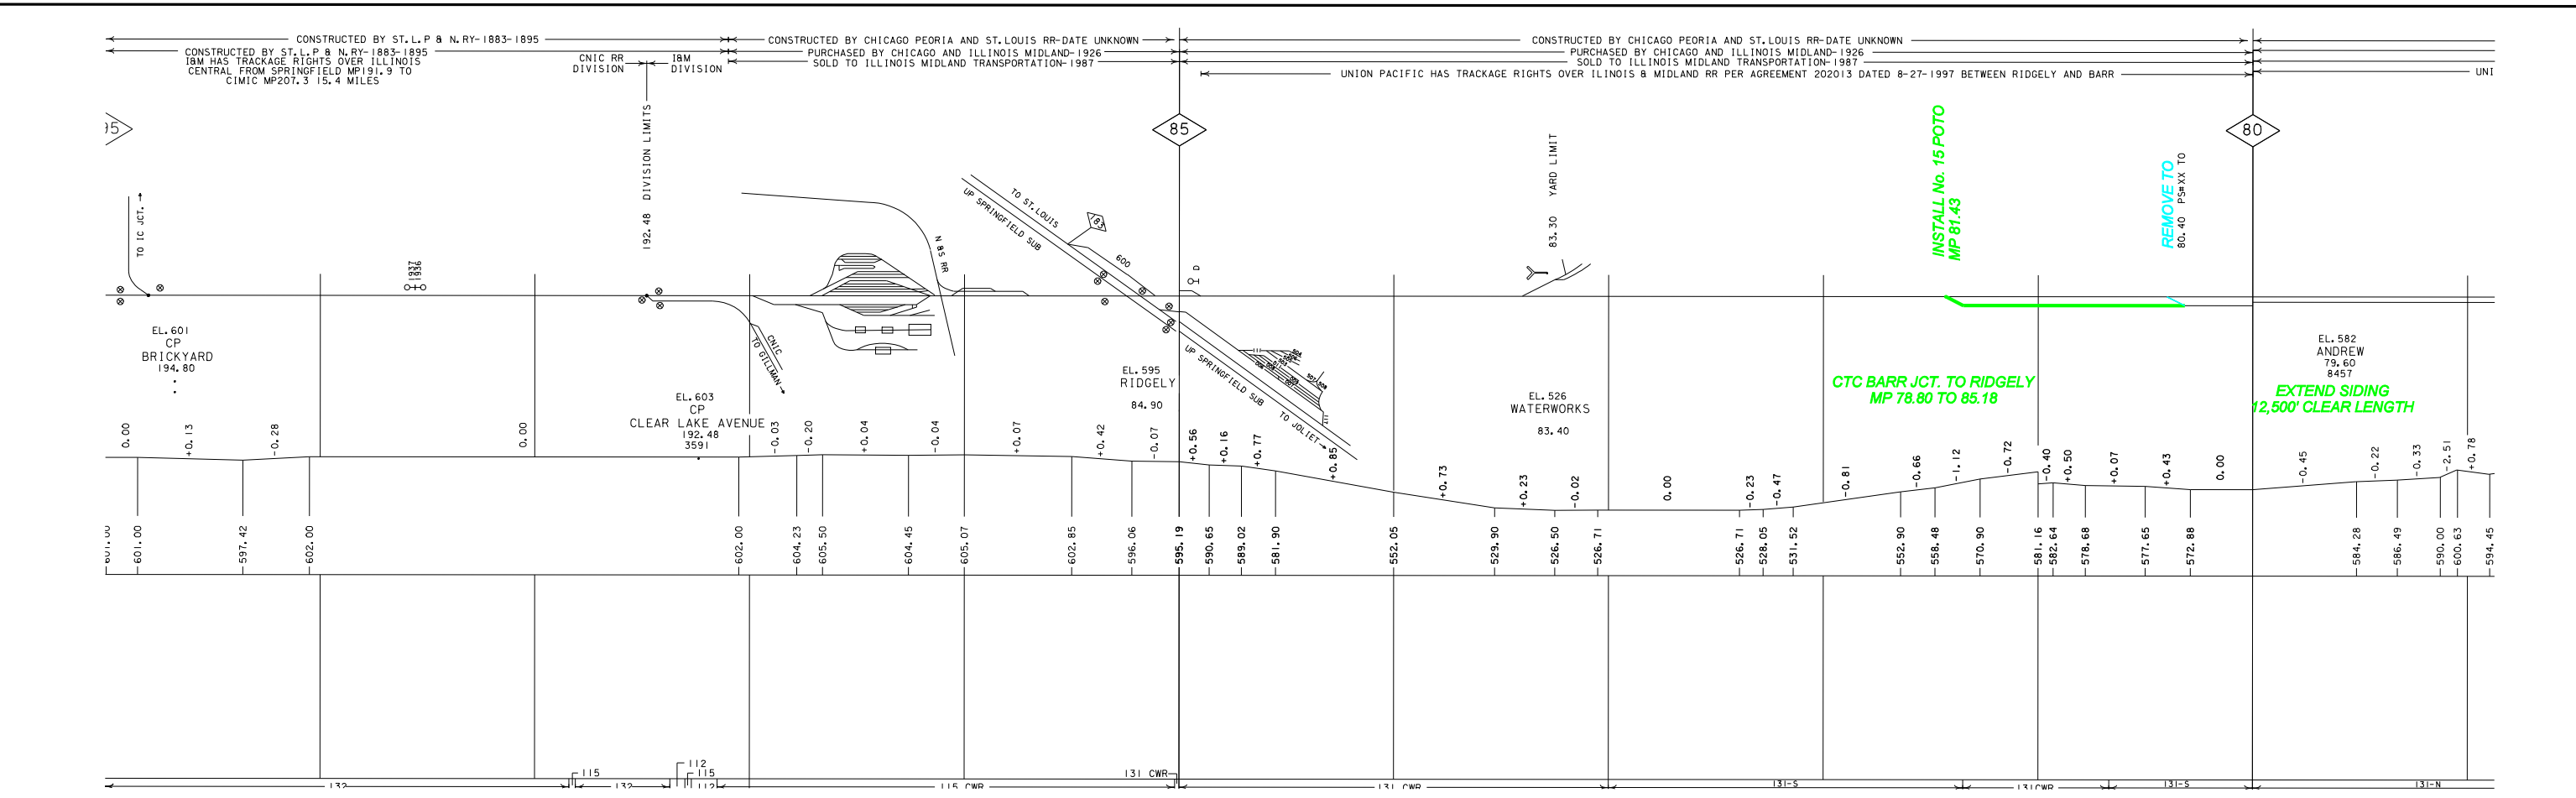 CONSTRUCTED BY ST.L.P & N.RY-1883-1895
CONSTRUCTED BY ST.L.P & N.RY-1883-1895
I&M HAS TRACKAGE RIGHTS OVER ILLINOIS
CENTRAL FROM SPRINGFIELD MP191.9 TO
CIMIC MP207.3 15.4 MILES
CNIC RR
DIVISION
I&M
DIVISION
CONSTRUCTED BY CHICAGO PEORIA AND ST.LOUIS RR-DATE UNKNOWN
PURCHASED BY CHICAGO AND ILLINOIS MIDLAND-1926
SOLD TO ILLINOIS MIDLAND TRANSPORTATION-1987
CONSTRUCTED BY CHICAGO PEORIA AND ST.LOUIS RR-DATE UNKNOWN
PURCHASED BY CHICAGO AND ILLINOIS MIDLAND-1926
SOLD TO ILLINOIS MIDLAND TRANSPORTATION-1987
UNION PACIFIC HAS TRACKAGE RIGHTS OVER ILINOIS & MIDLAND RR PER AGREEMENT 202013 DATED 8-27-1997 BETWEEN RIDGELY AND BARR
UNI
95
85
80
192.48 DIVISION LIMITS
TO IC JCT.
1937
1936
N &S RR
TO ST.LOUIS
UP SPRINGFIELD SUB
183
600
D
83.30 YARD LIMIT
INSTALL No. 15 POTO
MP 81.43
REMOVE TO
80.40 PS#XX TO
EL.601
CP
BRICKYARD
194.80
CNIC
TO GILLMAN
EL.603
CP
CLEAR LAKE AVENUE
192.48
3591
EL.595
RIDGELY
84.90
UP SPRINGFIELD SUB
TO JOLIET
EL.526
WATERWORKS
83.40
CTC BARR JCT. TO RIDGELY
MP 78.80 TO 85.18
EL.582
ANDREW
79.60
8457
EXTEND SIDING
12,500' CLEAR LENGTH
0.00
+0.13
-0.28
0.00
-0.03
-0.20
+0.04
-0.04
+0.07
+0.42
-0.07
+0.56
+0.16
+0.77
+0.85
+0.73
+0.23
-0.02
0.00
-0.23
-0.47
-0.81
-0.66
-1.12
-0.72
-0.40
+0.50
+0.07
+0.43
0.00
-0.45
-0.22
-0.33
-2.51
+0.78
601.00
601.00
597.42
602.00
602.00
604.23
605.50
604.45
605.07
602.85
596.06
595.19
590.65
589.02
581.90
552.05
529.90
526.50
526.71
526.71
528.05
531.52
552.90
558.48
570.90
581.16
582.64
578.68
577.65
572.88
584.28
586.49
590.00
600.63
594.45
132
115
132
112
115
112
115 CWR
131 CWR
131 CWR
131-S
131CWR
131-S
131-N